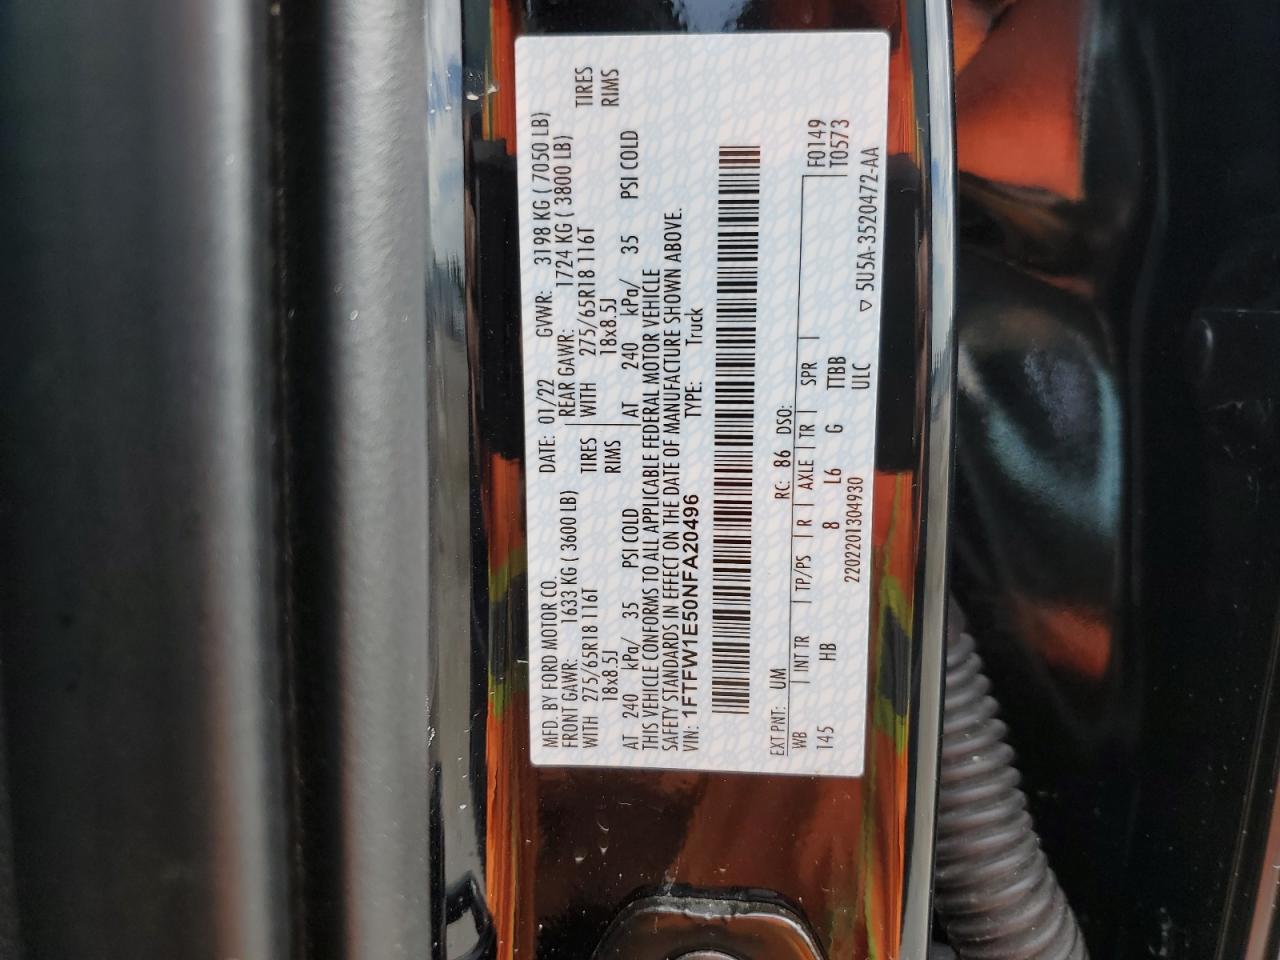 MFD. BY FORD MOTOR CO. DATE: 01/22 GVWR: 3198 KG ( 7050 LB)
FRONT GAWR: 1633 KG ( 3600 LB) REAR GAWR: 1724 KG ( 3800 LB)
WITH 275/65R18 116T TIRES WITH 275/65R18 116T TIRES
18x8.5J RIMS 18x8.5J RIMS
AT 240 kPa/ 35 PSI COLD AT 240 kPa/ 35 PSI COLD
THIS VEHICLE CONFORMS TO ALL APPLICABLE FEDERAL MOTOR VEHICLE
SAFETY STANDARDS IN EFFECT ON THE DATE OF MANUFACTURE SHOWN ABOVE.
VIN: 1FTFW1E50NFA20496 TYPE: Truck
EXT PNT: UM RC: 86 DSO:
WB INT TR TP/PS R AXLE TR SPR F0149
145 HB 8 L6 G TTBB T0573
2202201304930 ULC
▽ 5U5A-3520472-AA